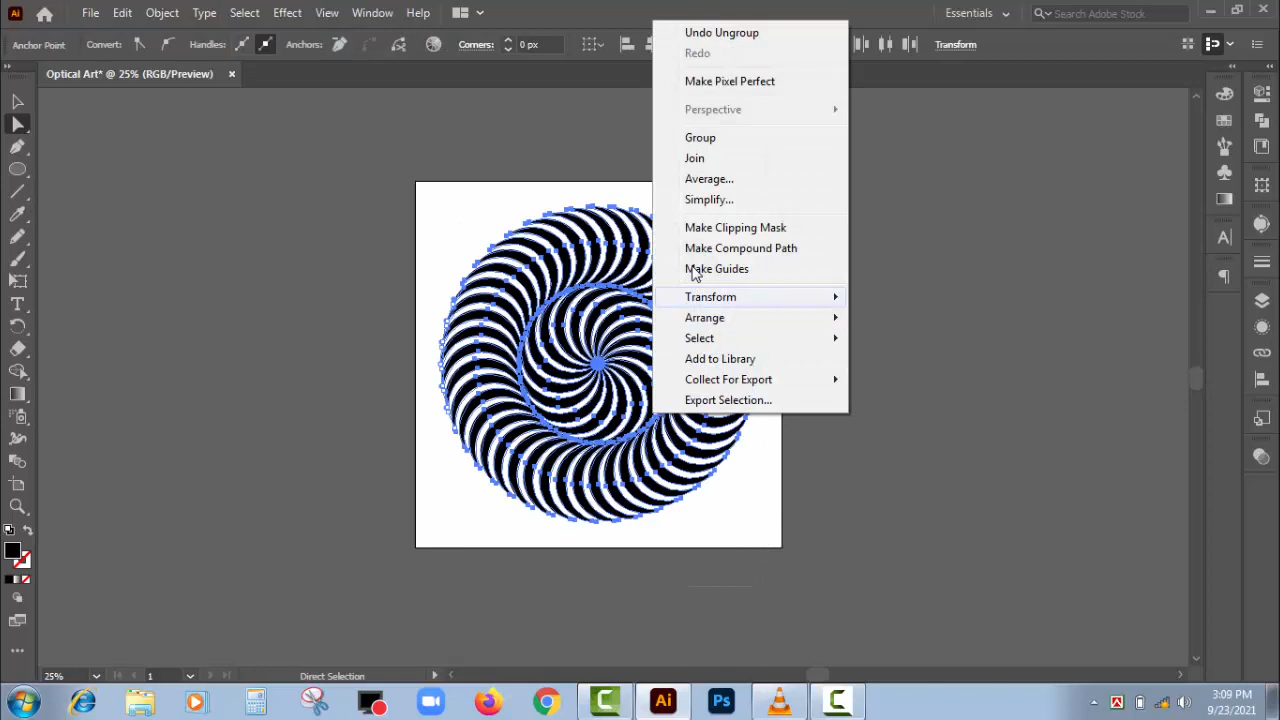 Ai File Edit Object Type Select Effect View Window Help Essentials Search Adobe Stock
Anchor Point Convert: Handles: Anchors: Corners: 0 px Transform
Optical Art* @ 25% (RGB/Preview)
Undo Ungroup
Redo
Make Pixel Perfect
Perspective
Group
Join
Average...
Simplify...
Make Clipping Mask
Make Compound Path
Make Guides
Transform
Arrange
Select
Add to Library
Collect For Export
Export Selection...
25% 1 Direct Selection
Ai Ps
3:09 PM
9/23/2021